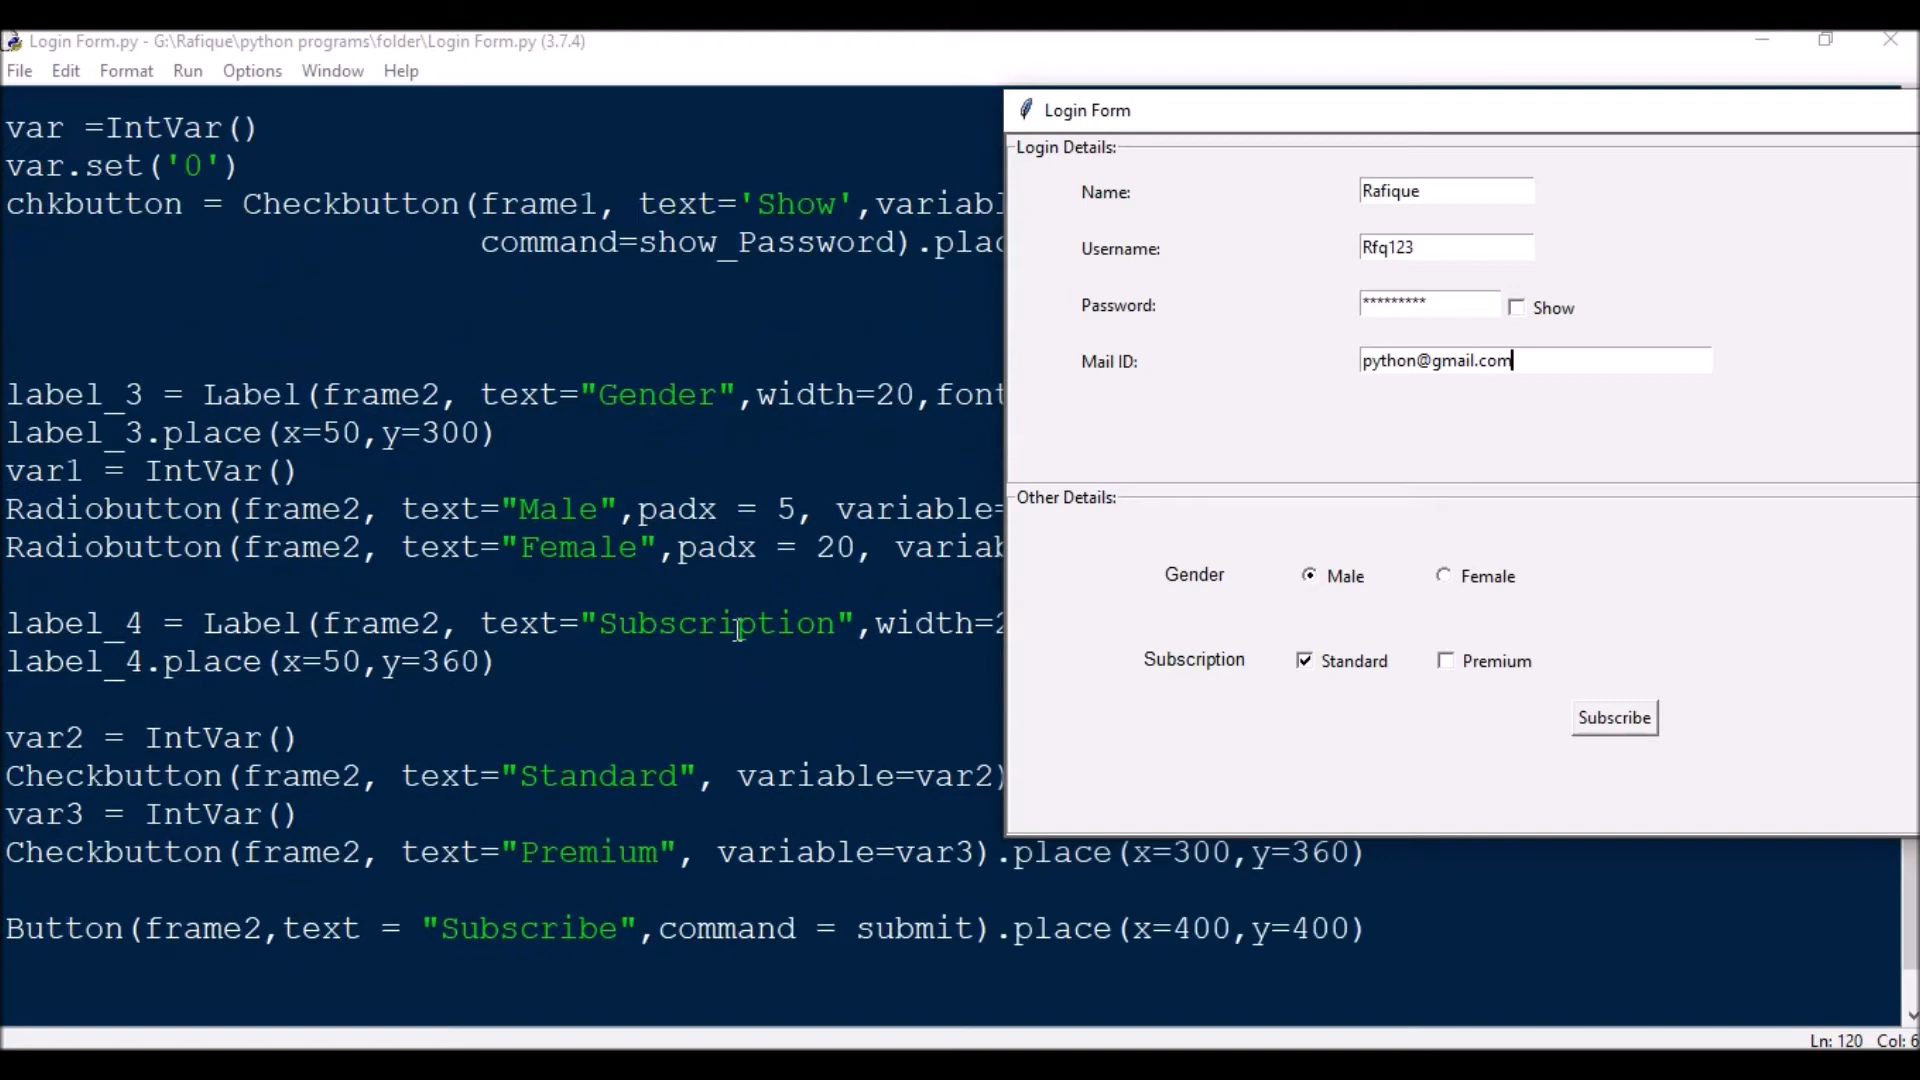 Login Form.py - G:\Rafique\python programs\folder\Login Form.py (3.7.4)
File Edit Format Run Options Window Help
var =IntVar()
var.set('0')
chkbutton = Checkbutton(frame1, text='Show',variabl
command=show_Password).plac
label_3 = Label(frame2, text="Gender",width=20,font
label_3.place(x=50,y=300)
var1 = IntVar()
Radiobutton(frame2, text="Male",padx = 5, variable=
Radiobutton(frame2, text="Female",padx = 20, variab
label_4 = Label(frame2, text="Subscription",width=2
label_4.place(x=50,y=360)
var2 = IntVar()
Checkbutton(frame2, text="Standard", variable=var2)
var3 = IntVar()
Checkbutton(frame2, text="Premium", variable=var3).place(x=300,y=360)
Button(frame2,text = "Subscribe",command = submit).place(x=400,y=400)
Login Form
Login Details:
Name: Rafique
Username: Rfq123
Password: ********* Show
Mail ID: python@gmail.com
Other Details:
Gender Male Female
Subscription Standard Premium
Subscribe
Ln: 120 Col: 6